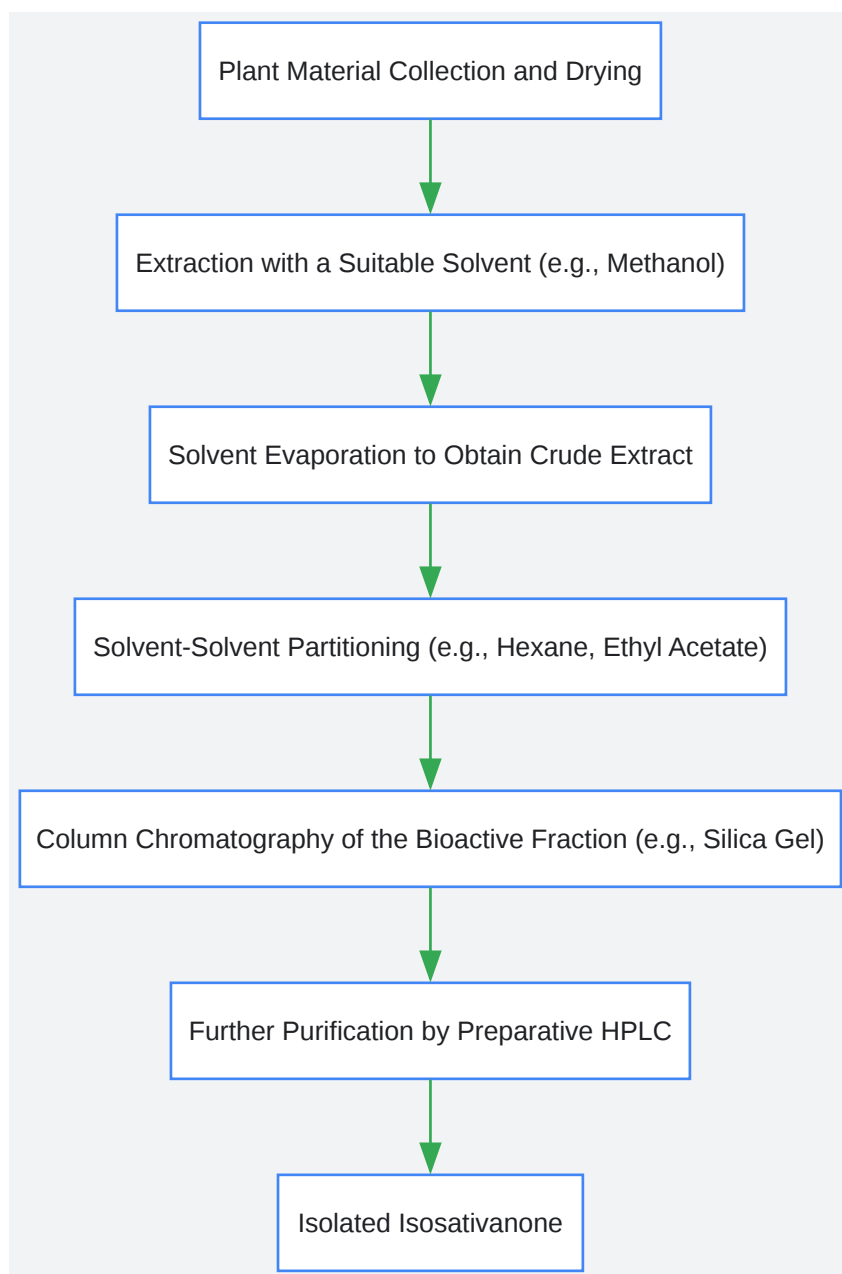 Plant Material Collection and Drying
Extraction with a Suitable Solvent (e.g., Methanol)
Solvent Evaporation to Obtain Crude Extract
Solvent-Solvent Partitioning (e.g., Hexane, Ethyl Acetate)
Column Chromatography of the Bioactive Fraction (e.g., Silica Gel)
Further Purification by Preparative HPLC
Isolated Isosativanone